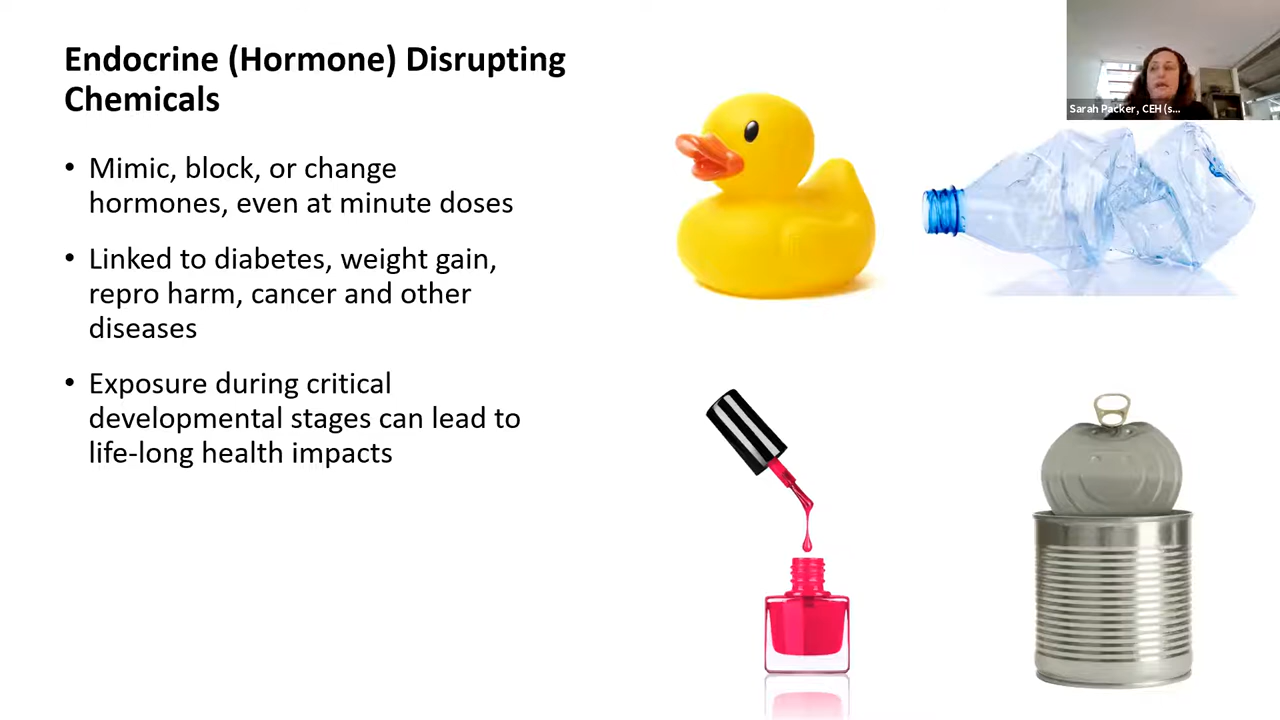 Endocrine (Hormone) Disrupting
Chemicals
• Mimic, block, or change
hormones, even at minute doses
• Linked to diabetes, weight gain,
repro harm, cancer and other
diseases
• Exposure during critical
developmental stages can lead to
life-long health impacts
Sarah Packer, CEH (s...